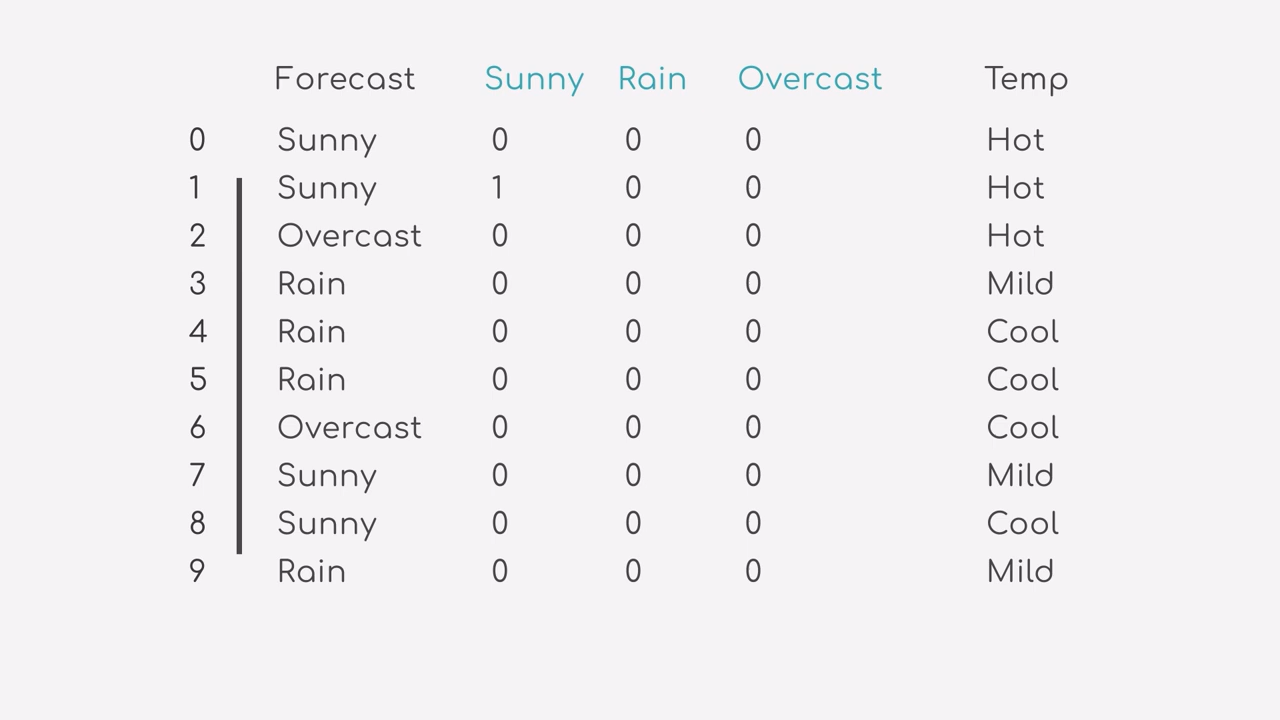 Forecast Sunny Rain Overcast Temp
0 Sunny 0 0 0 Hot
1 Sunny 1 0 0 Hot
2 Overcast 0 0 0 Hot
3 Rain 0 0 0 Mild
4 Rain 0 0 0 Cool
5 Rain 0 0 0 Cool
6 Overcast 0 0 0 Cool
7 Sunny 0 0 0 Mild
8 Sunny 0 0 0 Cool
9 Rain 0 0 0 Mild